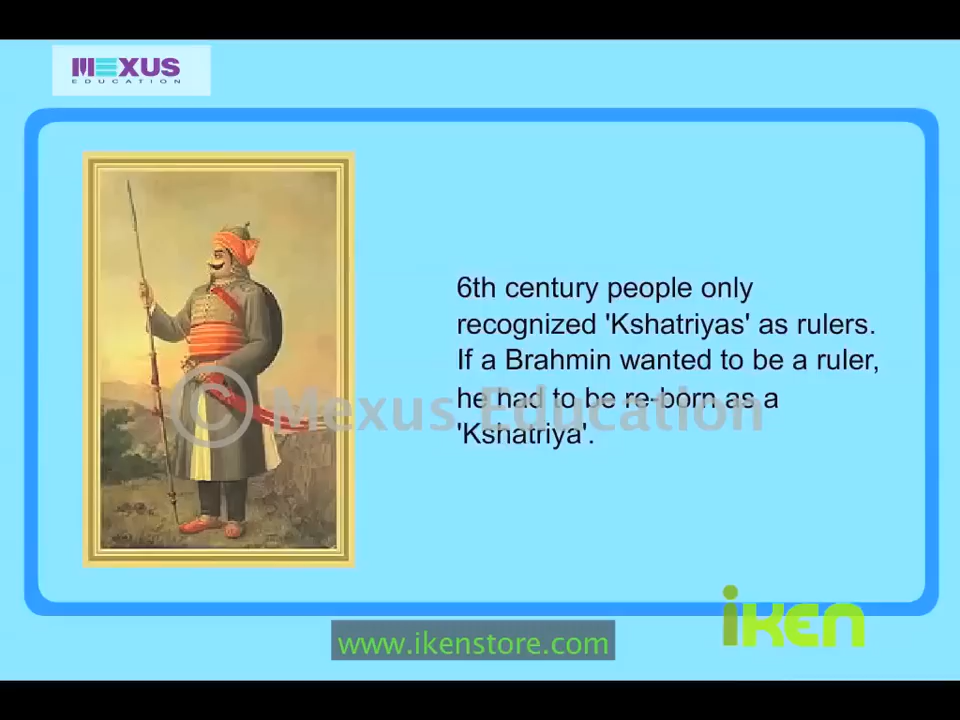 MEXUS
EDUCATION
6th century people only
recognized 'Kshatriyas' as rulers.
If a Brahmin wanted to be a ruler,
he had to be re-born as a
'Kshatriya'.
© Mexus Education
iKEN
www.ikenstore.com